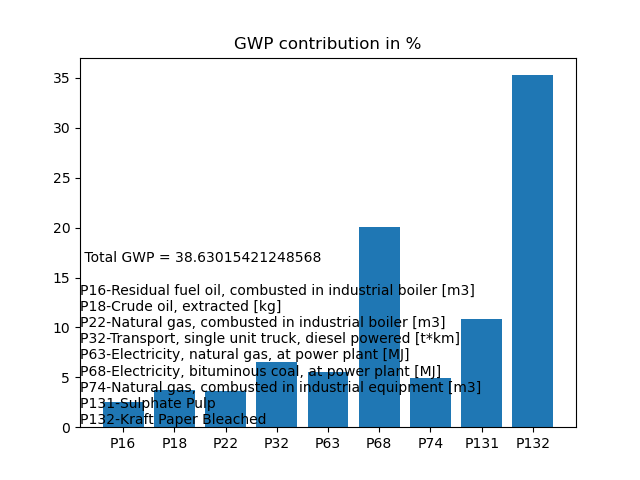 GWP contribution in %
35
30
25
20
15
10
5
0
Total GWP = 38.63015421248568
P16-Residual fuel oil, combusted in industrial boiler [m3]
P18-Crude oil, extracted [kg]
P22-Natural gas, combusted in industrial boiler [m3]
P32-Transport, single unit truck, diesel powered [t*km]
P63-Electricity, natural gas, at power plant [MJ]
P68-Electricity, bituminous coal, at power plant [MJ]
P74-Natural gas, combusted in industrial equipment [m3]
P131-Sulphate Pulp
P132-Kraft Paper Bleached
P16 P18 P22 P32 P63 P68 P74 P131 P132